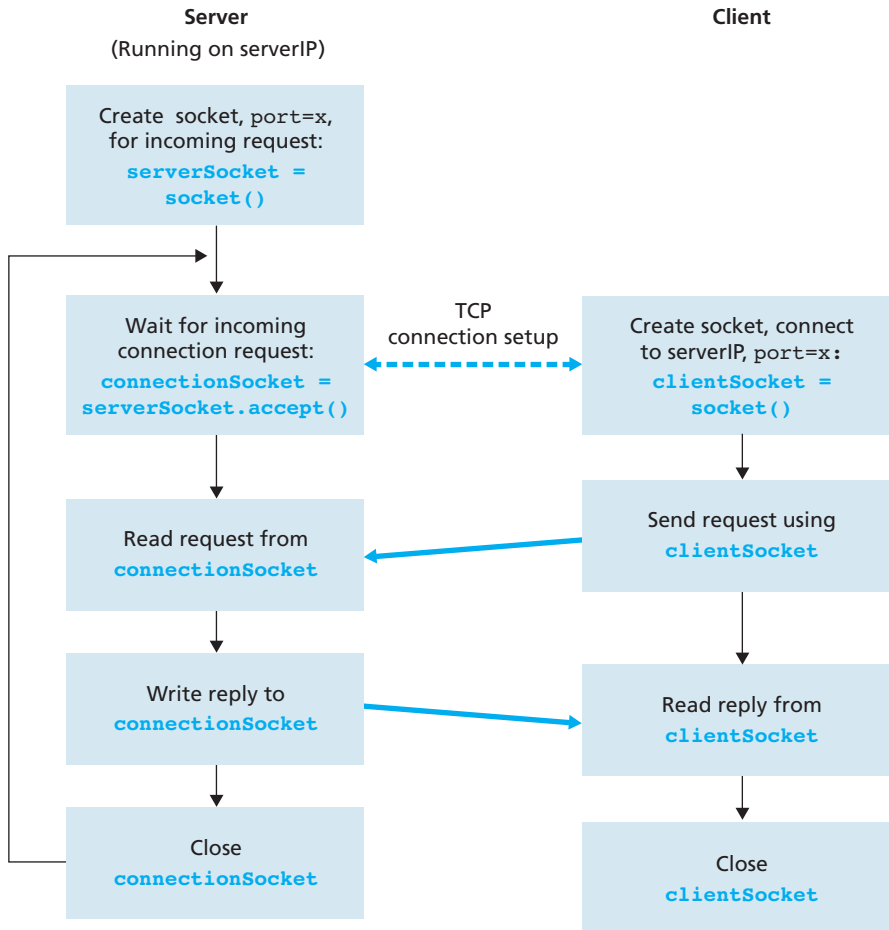 Server
(Running on serverIP)
Create socket, port=x,
for incoming request:
serverSocket =
socket()
Wait for incoming
connection request:
connectionSocket =
serverSocket.accept()
Read request from
connectionSocket
Write reply to
connectionSocket
Close
connectionSocket
TCP
connection setup
Client
Create socket, connect
to serverIP, port=x:
clientSocket =
socket()
Send request using
clientSocket
Read reply from
clientSocket
Close
clientSocket